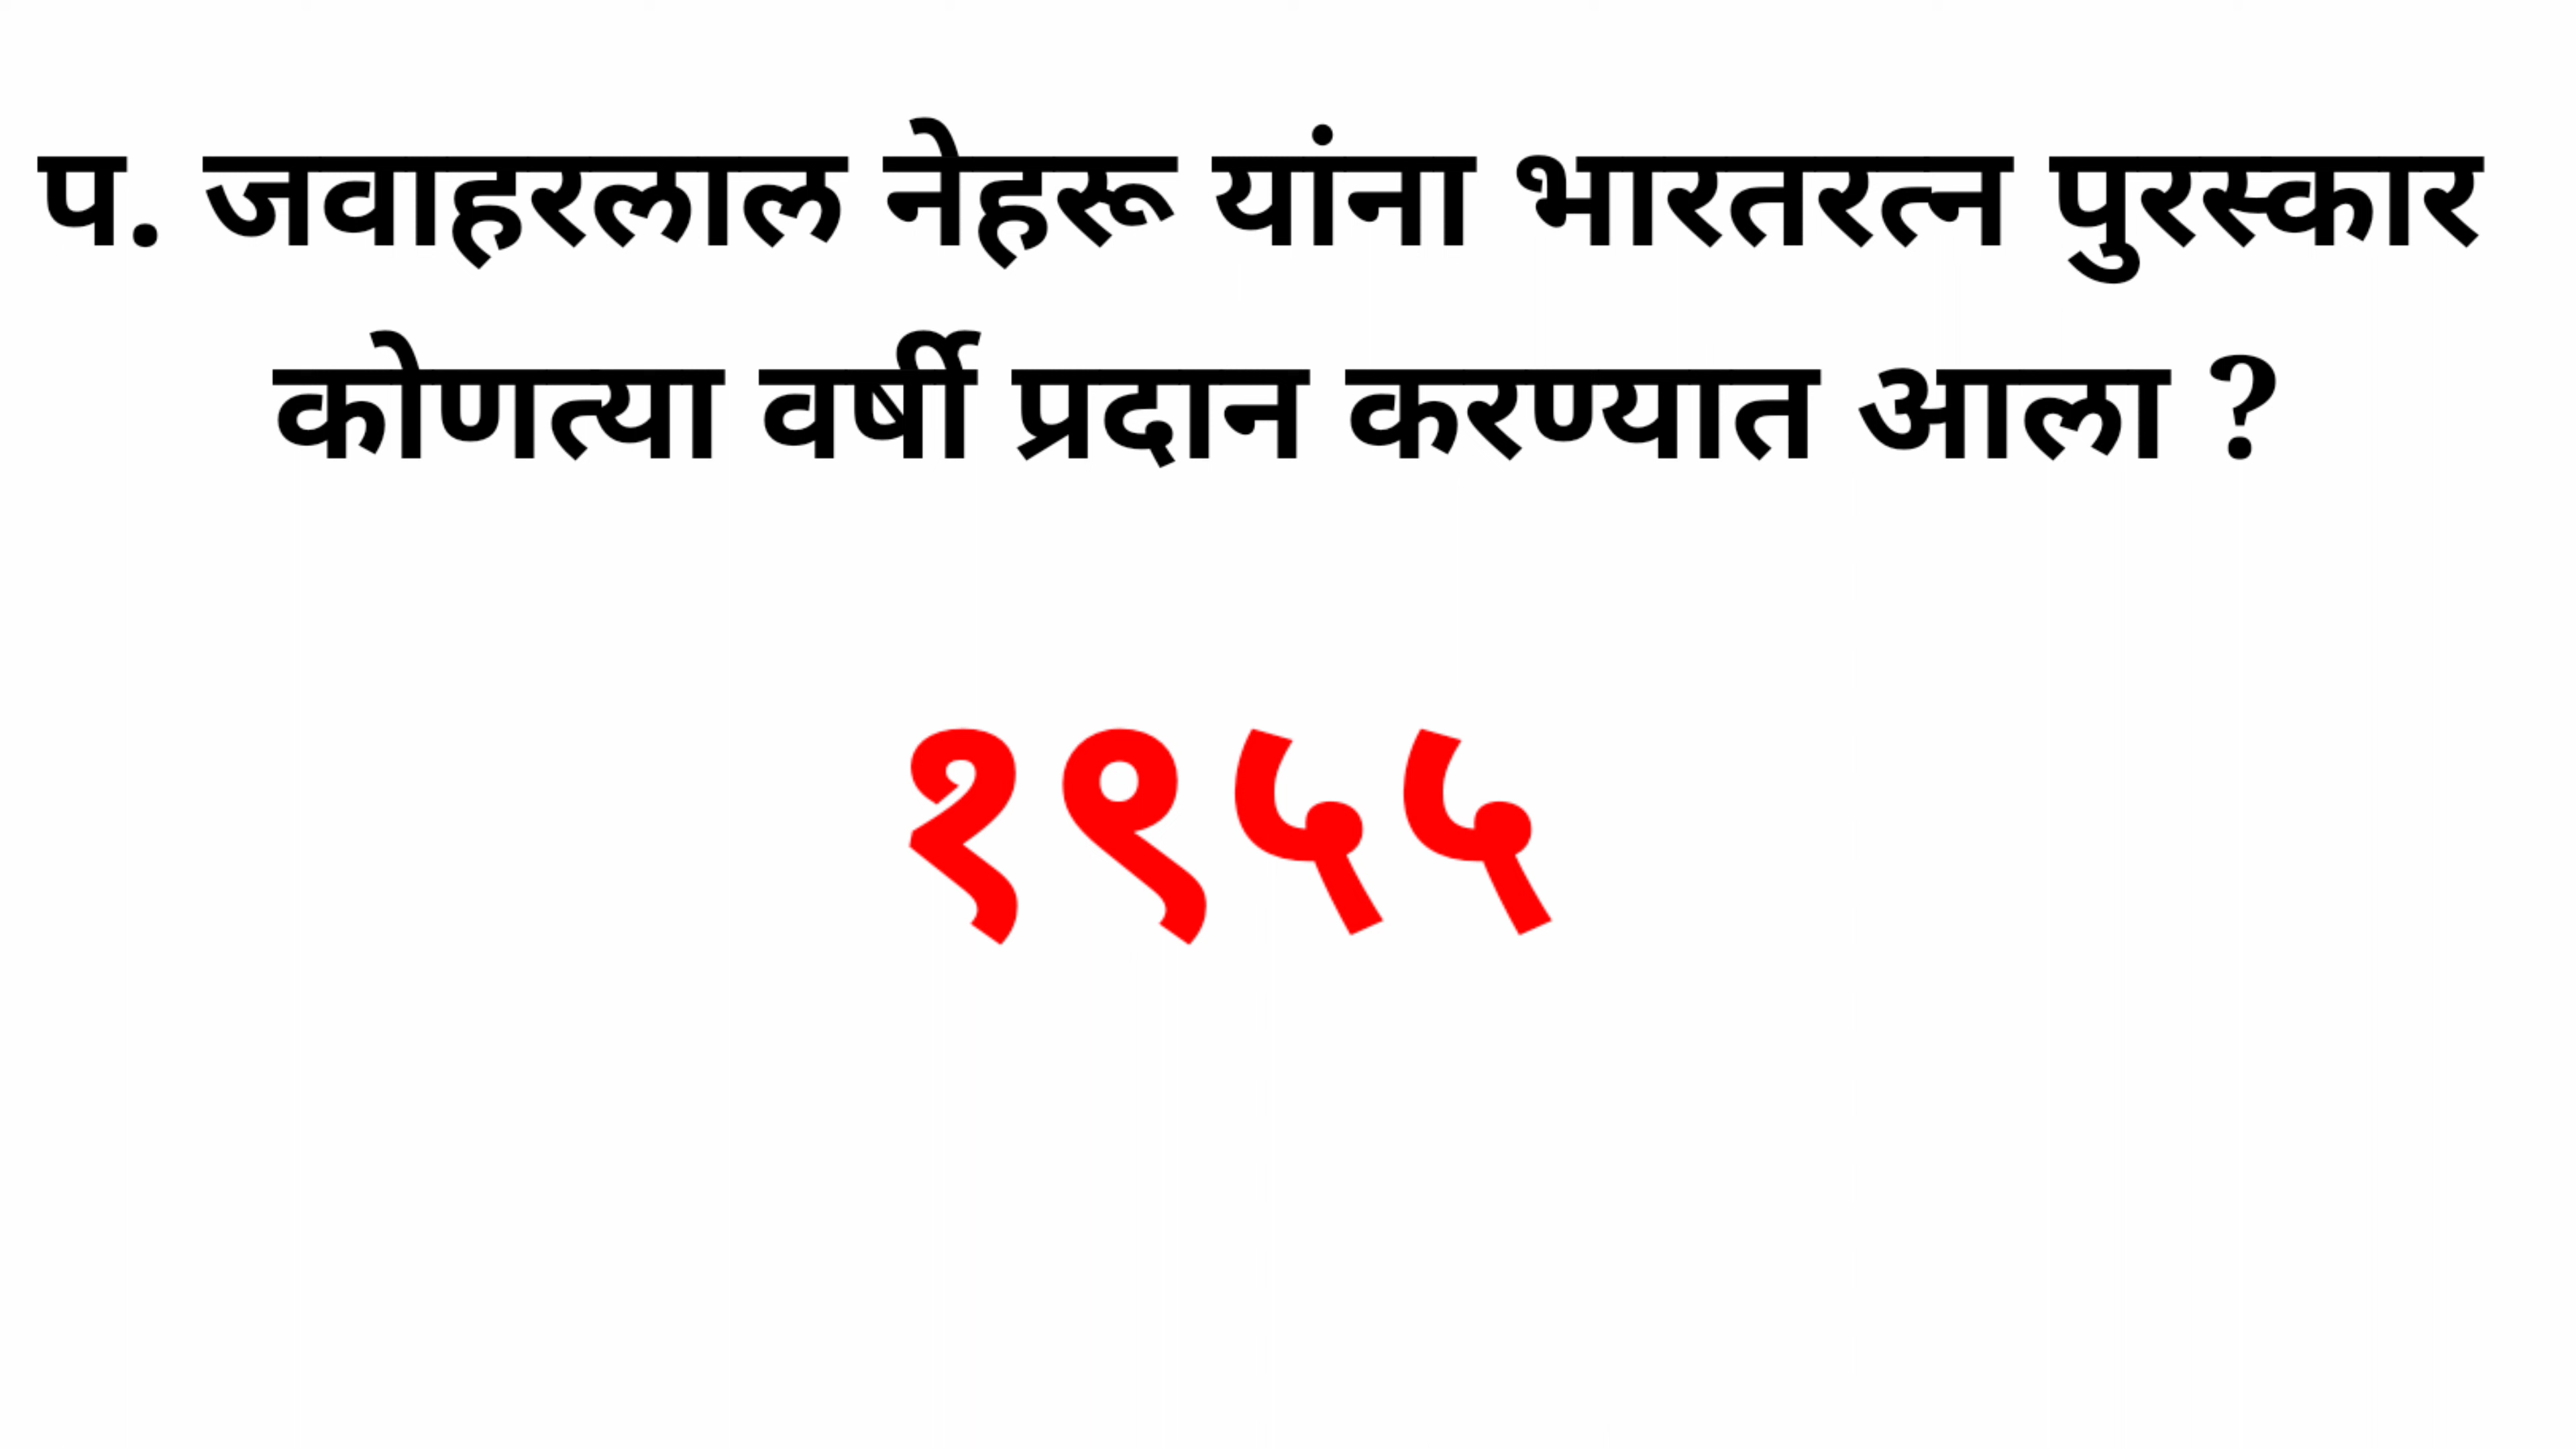 प. जवाहरलाल नेहरू यांना भारतरत्न पुरस्कार
कोणत्या वर्षी प्रदान करण्यात आला ?
१९५५